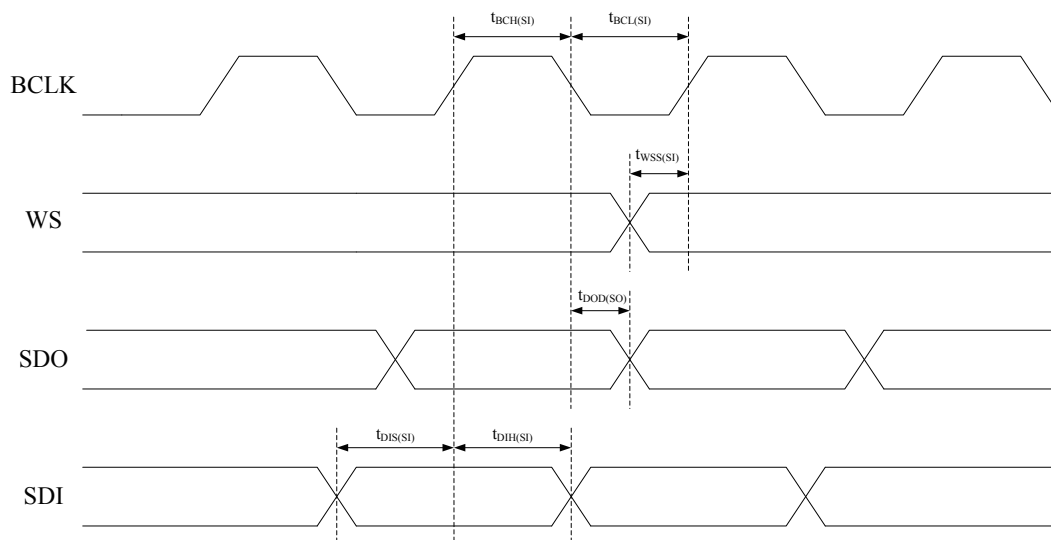 tBCH(SI) tBCL(SI)
BCLK
tWSS(SI)
WS
tDOD(SO)
SDO
tDIS(SI) tDIH(SI)
SDI